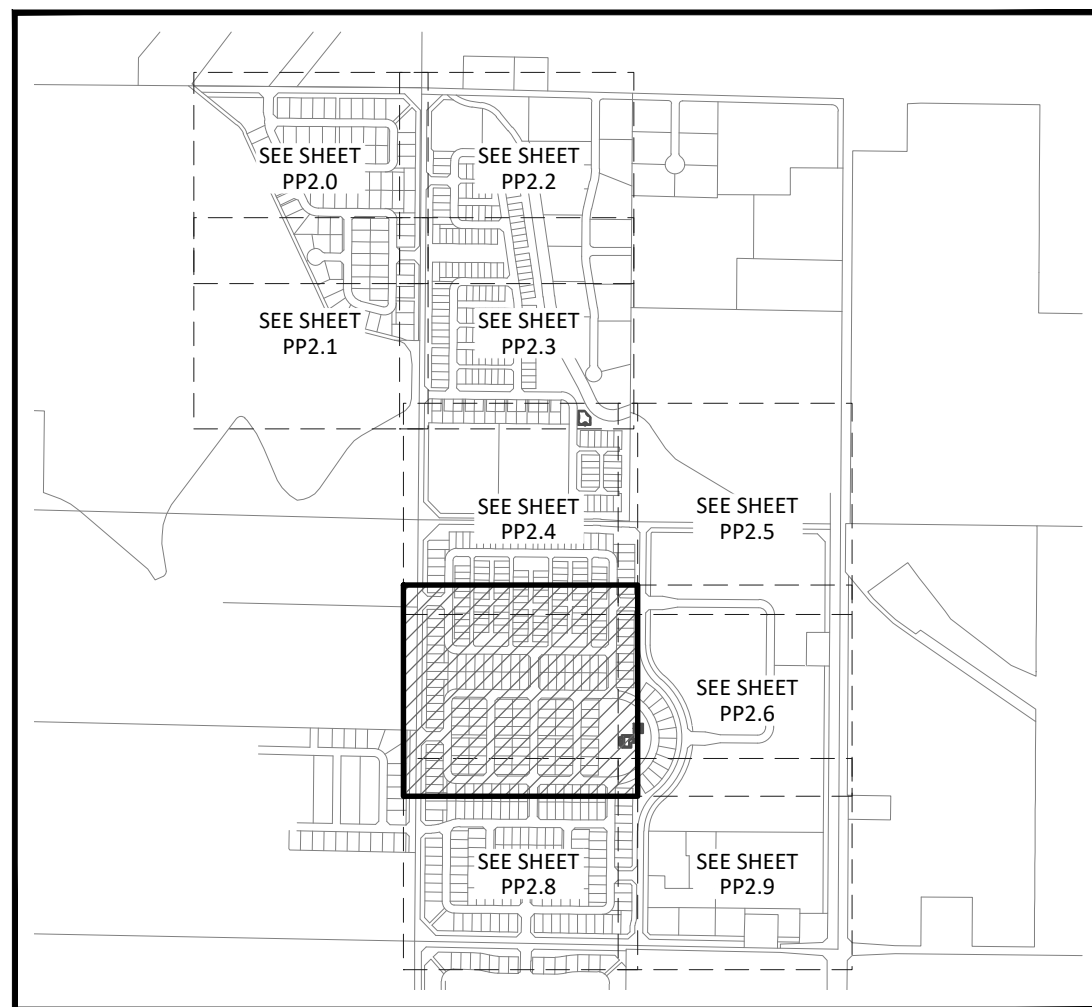 SEE SHEET
PP2.0
SEE SHEET
PP2.2
SEE SHEET
PP2.1
SEE SHEET
PP2.3
SEE SHEET
PP2.4
SEE SHEET
PP2.5
SEE SHEET
PP2.6
SEE SHEET
PP2.8
SEE SHEET
PP2.9